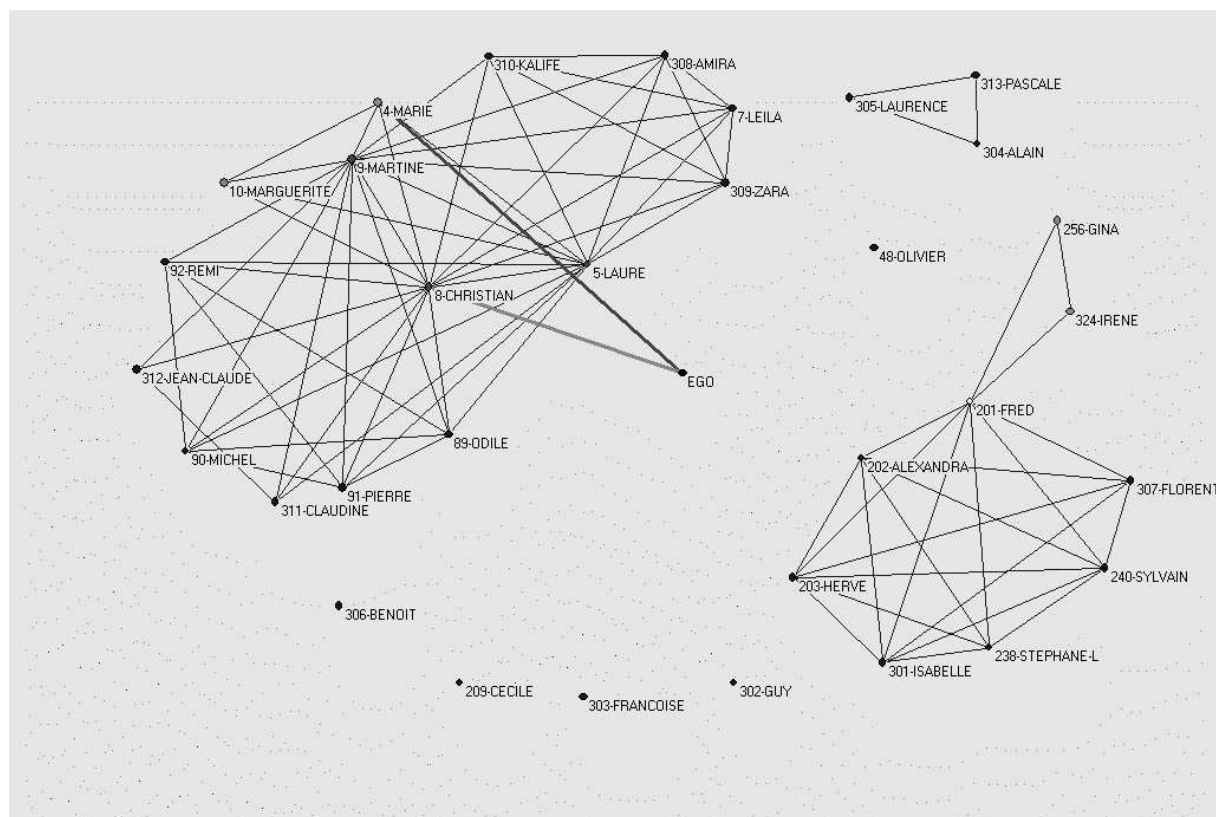 310-KALIFE
308-AMIRA
313-PASCALE
305-LAURENCE
4-MARIE
7-LEILA
304-ALAIN
9-MARTINE
10-MARGUERITE
309-ZARA
256-GINA
48-OLIVIER
92-REMI
5-LAURE
8-CHRISTIAN
324-IRENE
312-JEAN-CLAUDE
EGO
201-FRED
89-ODILE
90-MICHEL
202-ALEXANDRA
307-FLORENT
91-PIERRE
311-CLAUDINE
240-SYLVAIN
203-HERVE
306-BENOIT
238-STEPHANE-L
301-ISABELLE
209-CECILE
302-GUY
303-FRANCOISE